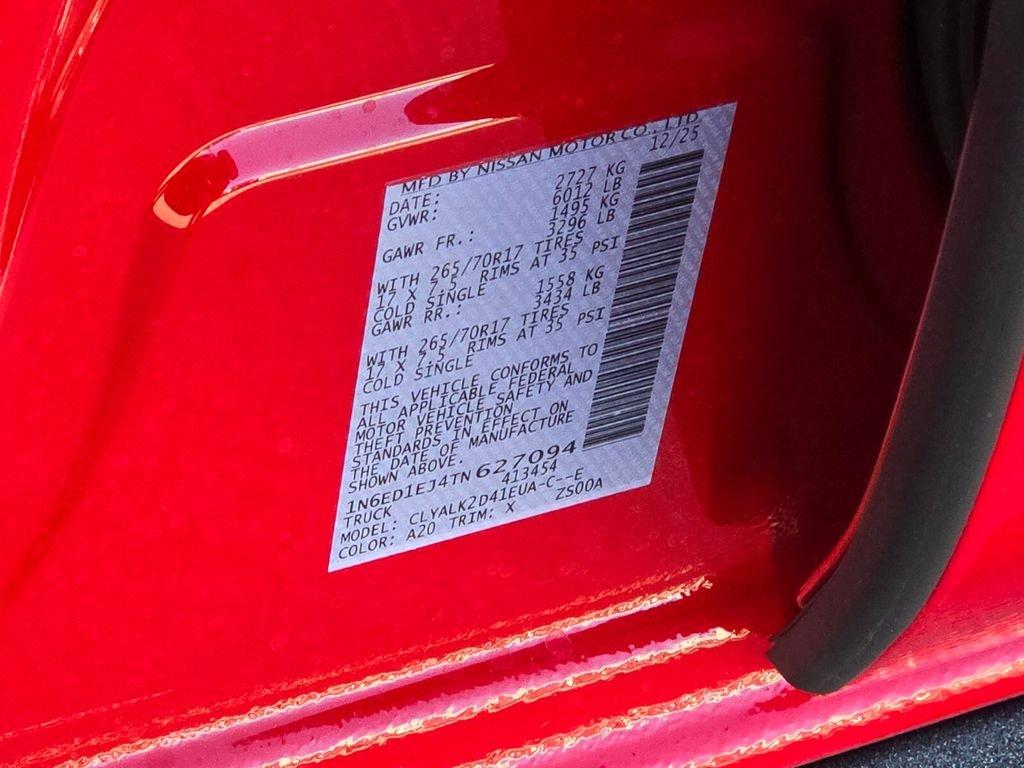 MFD BY NISSAN MOTOR CO., LTD.
DATE: 12/25
GVWR: 2727 KG
6012 LB
GAWR FR.: 1495 KG
3296 LB
WITH 265/70R17 TIRES
17 X 7.5 RIMS AT 35 PSI
COLD SINGLE
GAWR RR.: 1558 KG
3434 LB
WITH 265/70R17 TIRES
17 X 7.5 RIMS AT 35 PSI
COLD SINGLE
THIS VEHICLE CONFORMS TO
ALL APPLICABLE FEDERAL
MOTOR VEHICLE SAFETY AND
THEFT PREVENTION
STANDARDS IN EFFECT ON
THE DATE OF MANUFACTURE
SHOWN ABOVE.
1N6ED1EJ4TN627094
TRUCK 413454
MODEL: CLYALK2D41EUA-C--E
COLOR: A20 TRIM: X ZS00A